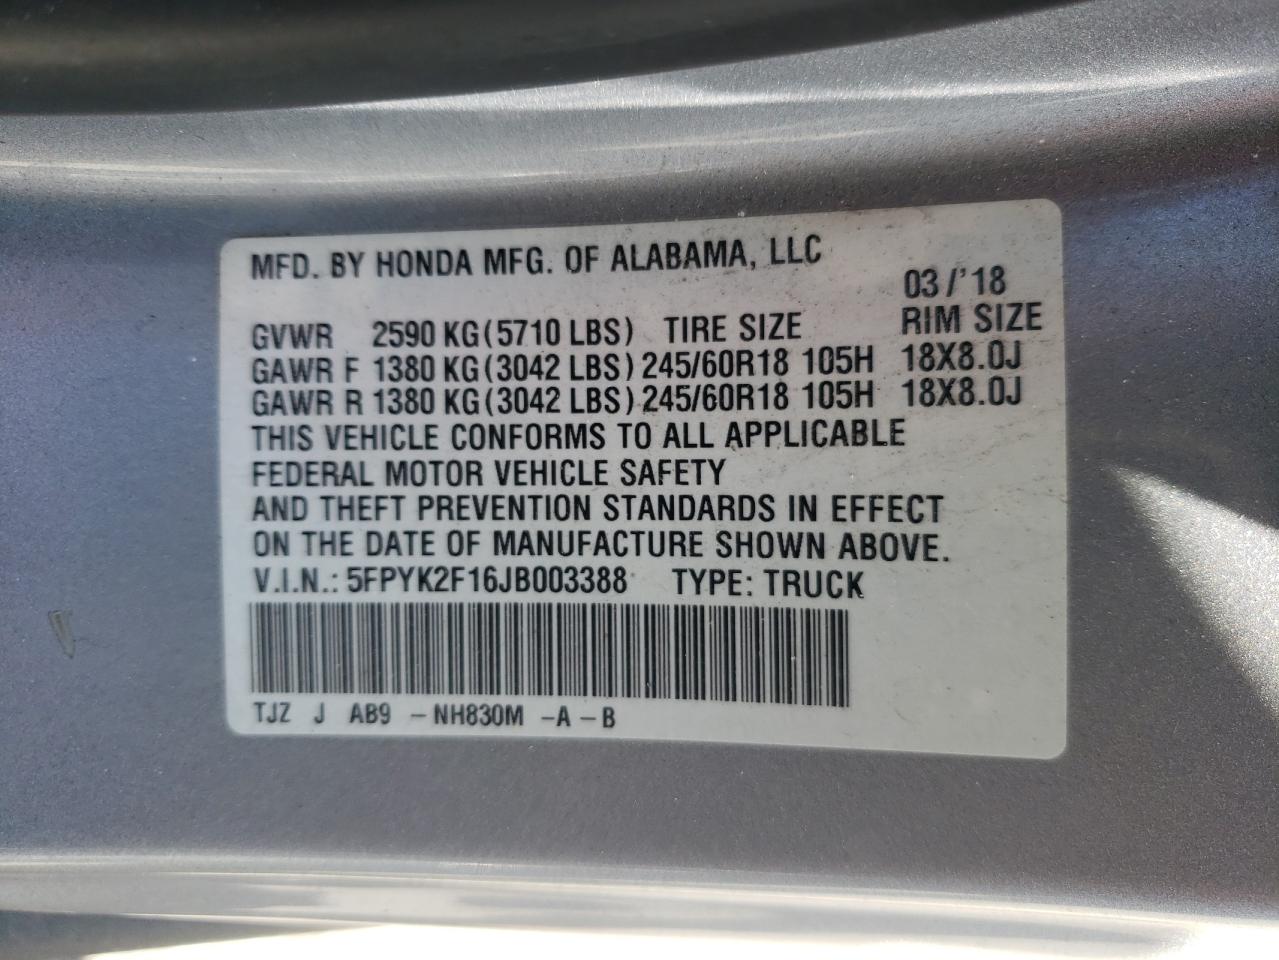 MFD. BY HONDA MFG. OF ALABAMA, LLC
03/'18
GVWR 2590 KG(5710 LBS) TIRE SIZE RIM SIZE
GAWR F 1380 KG(3042 LBS) 245/60R18 105H 18X8.0J
GAWR R 1380 KG(3042 LBS) 245/60R18 105H 18X8.0J
THIS VEHICLE CONFORMS TO ALL APPLICABLE
FEDERAL MOTOR VEHICLE SAFETY
AND THEFT PREVENTION STANDARDS IN EFFECT
ON THE DATE OF MANUFACTURE SHOWN ABOVE.
V.I.N.: 5FPYK2F16JB003388 TYPE: TRUCK
TJZ J AB9 -NH830M -A -B